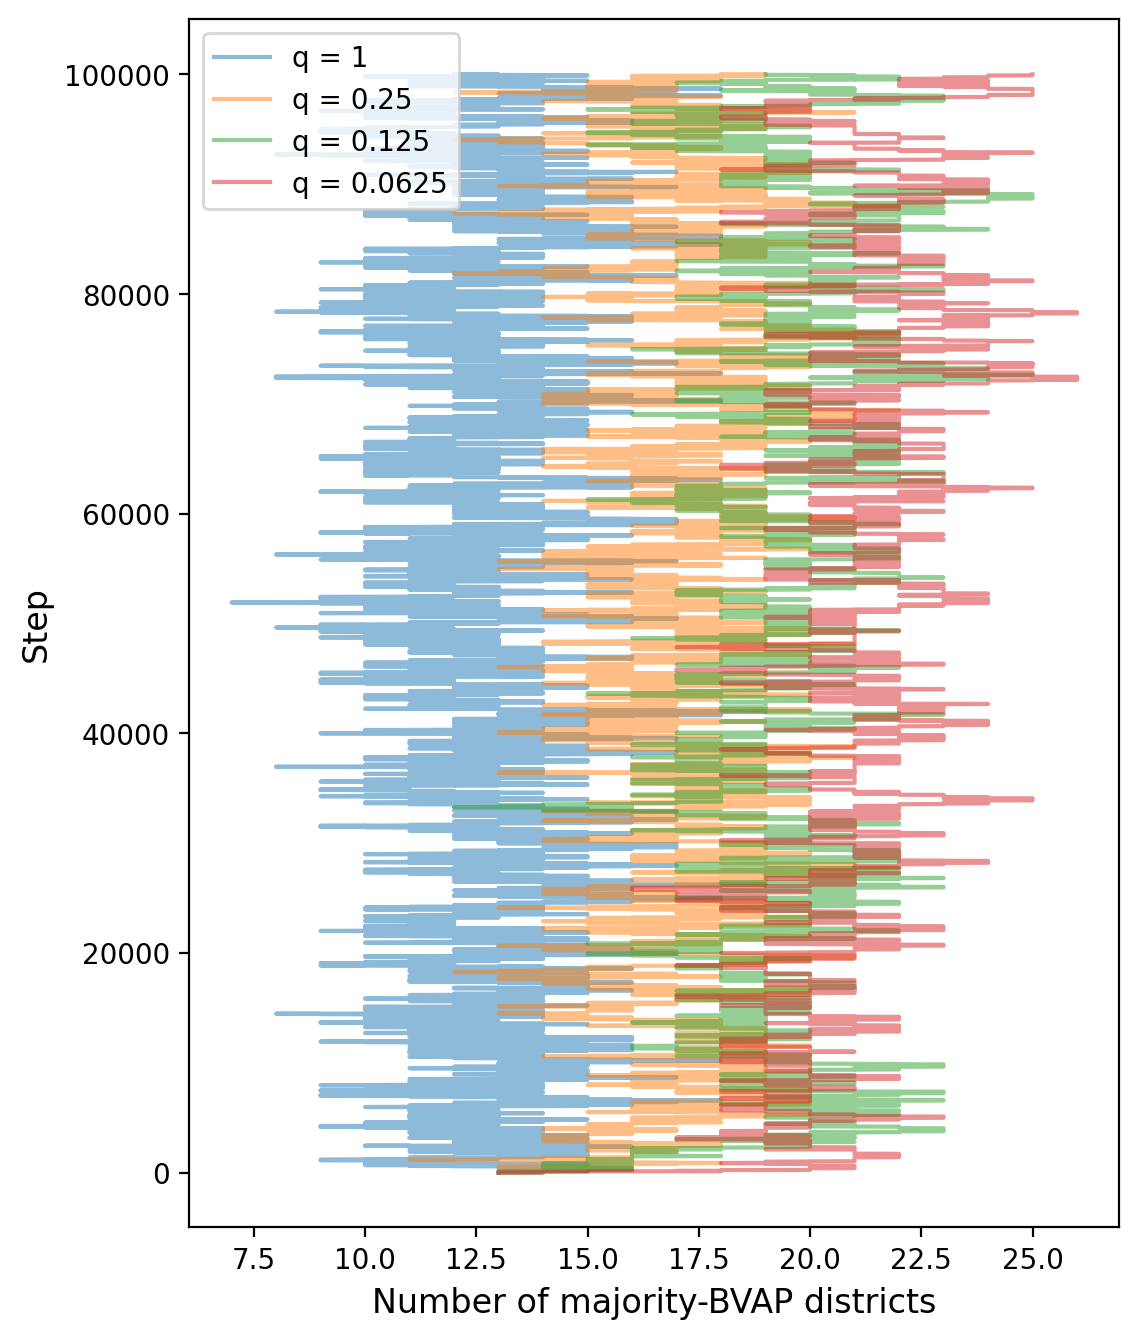 q = 1
q = 0.25
q = 0.125
q = 0.0625
100000
80000
60000
40000
20000
0
Step
7.5 10.0 12.5 15.0 17.5 20.0 22.5 25.0
Number of majority-BVAP districts